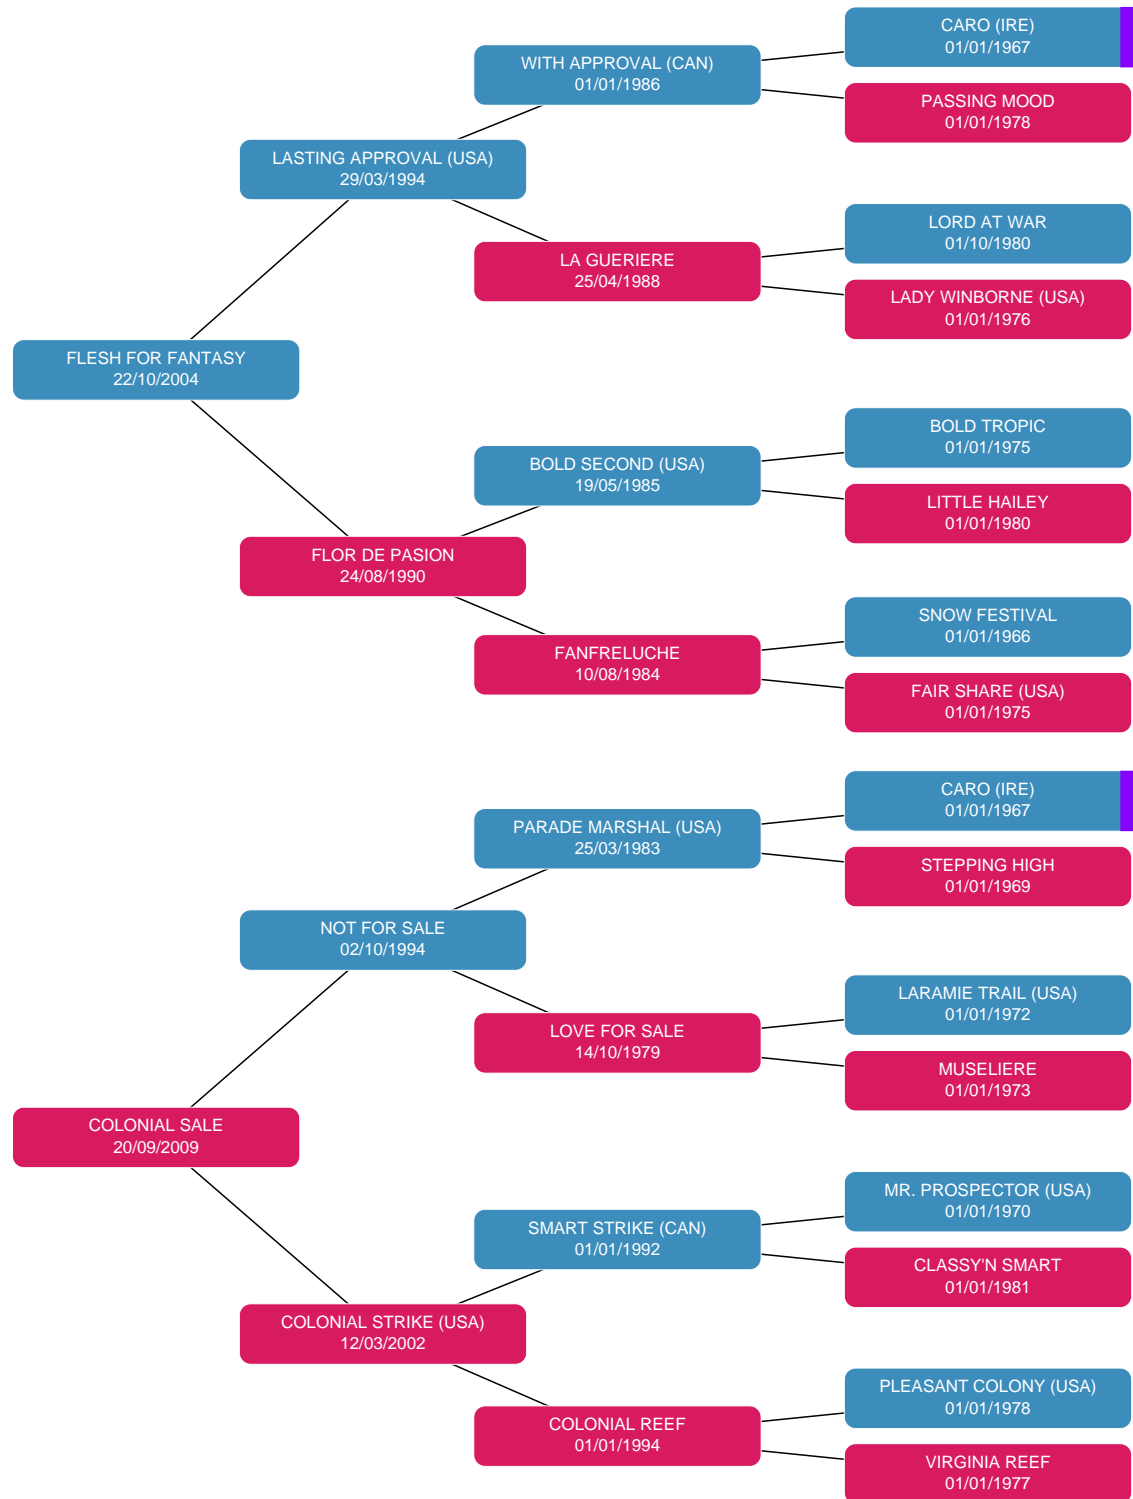 CARO (IRE)
01/01/1967
WITH APPROVAL (CAN)
01/01/1986
PASSING MOOD
01/01/1978
LASTING APPROVAL (USA)
29/03/1994
LORD AT WAR
01/10/1980
LA GUERIERE
25/04/1988
LADY WINBORNE (USA)
01/01/1976
FLESH FOR FANTASY
22/10/2004
BOLD TROPIC
01/01/1975
BOLD SECOND (USA)
19/05/1985
LITTLE HAILEY
01/01/1980
FLOR DE PASION
24/08/1990
SNOW FESTIVAL
01/01/1966
FANFRELUCHE
10/08/1984
FAIR SHARE (USA)
01/01/1975
CARO (IRE)
01/01/1967
PARADE MARSHAL (USA)
25/03/1983
STEPPING HIGH
01/01/1969
NOT FOR SALE
02/10/1994
LARAMIE TRAIL (USA)
01/01/1972
LOVE FOR SALE
14/10/1979
MUSELIERE
01/01/1973
COLONIAL SALE
20/09/2009
MR. PROSPECTOR (USA)
01/01/1970
SMART STRIKE (CAN)
01/01/1992
CLASSY'N SMART
01/01/1981
COLONIAL STRIKE (USA)
12/03/2002
PLEASANT COLONY (USA)
01/01/1978
COLONIAL REEF
01/01/1994
VIRGINIA REEF
01/01/1977